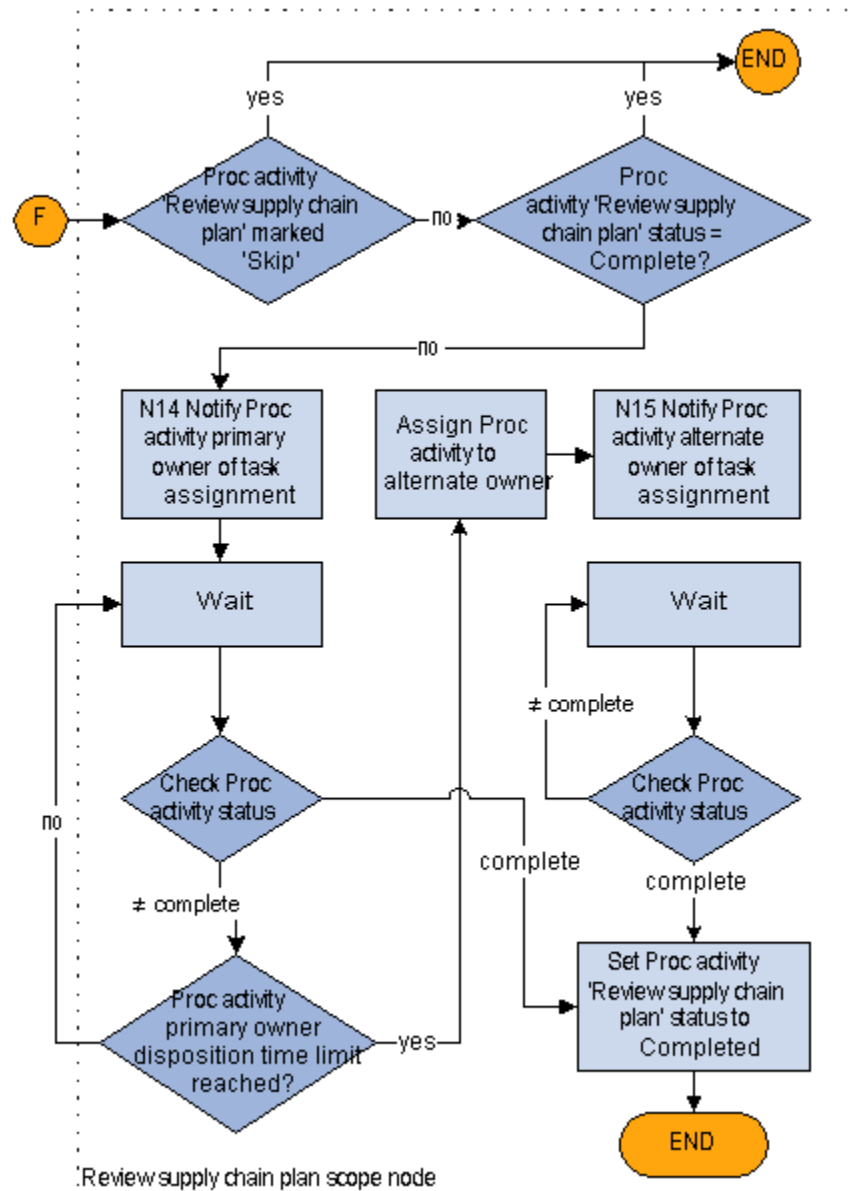 END
yes
yes
F
Proc activity
'Review supply chain
plan' marked
'Skip'
no
Proc
activity 'Review supply
chain plan' status =
Complete?
no
N14 Notify Proc
activity primary
owner of task
assignment
Assign Proc
activity to
alternate owner
N15 Notify Proc
activity alternate
owner of task
assignment
Wait
Wait
≠ complete
Check Proc
activity status
Check Proc
activity status
no
complete
complete
≠ complete
Set Proc activity
'Review supply chain
plan' status to
Completed
Proc activity
primary owner
disposition time limit
reached?
yes
END
Review supply chain plan scope node